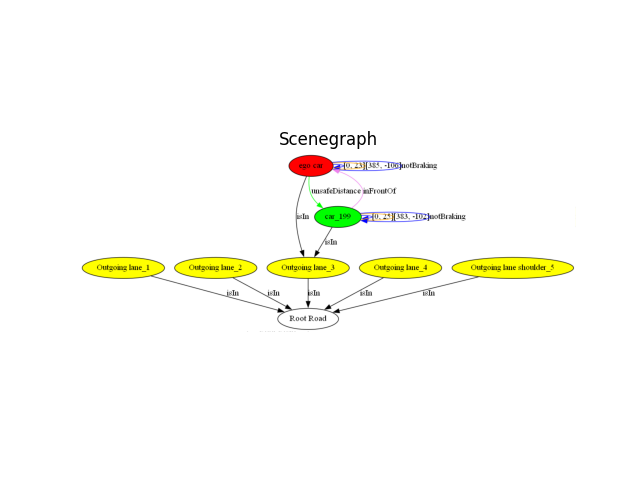 Scenegraph
ego car [0, 23] [385, -106] notBraking
unsafeDistance inFrontOf
isIn car_199 [0, 25] [383, -102] notBraking
isIn
Outgoing lane_1 Outgoing lane_2 Outgoing lane_3 Outgoing lane_4 Outgoing lane shoulder_5
isIn isIn isIn isIn isIn
Root Road